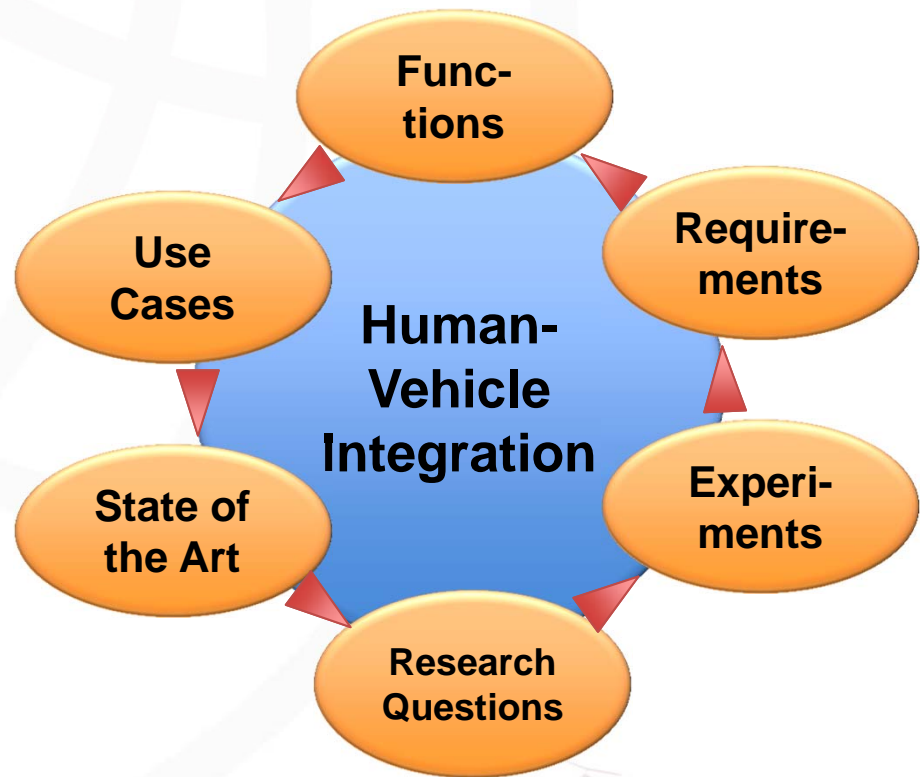 Func-
tions
Require-
ments
Use
Cases
Human-
Vehicle
Integration
Experi-
ments
State of
the Art
Research
Questions